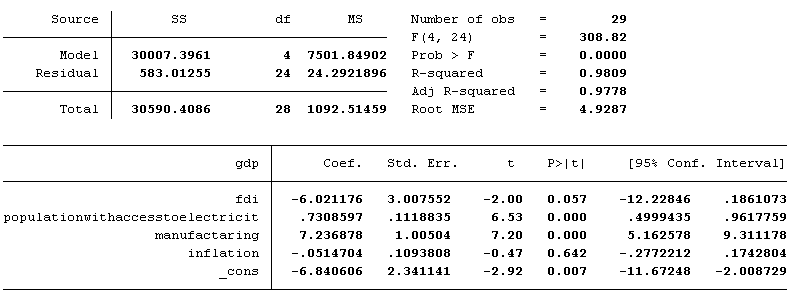 Source SS df MS Number of obs = 29
F(4, 24) = 308.82
Model 30007.3961 4 7501.84902 Prob > F = 0.0000
Residual 583.01255 24 24.2921896 R-squared = 0.9809
Adj R-squared = 0.9778
Total 30590.4086 28 1092.51459 Root MSE = 4.9287
gdp Coef. Std. Err. t P>|t| [95% Conf. Interval]
fdi -6.021176 3.007552 -2.00 0.057 -12.22846 .1861073
populationwithaccesstoelectricit .7308597 .1118835 6.53 0.000 .4999435 .9617759
manufactaring 7.236878 1.00504 7.20 0.000 5.162578 9.311178
inflation -.0514704 .1093808 -0.47 0.642 -.2772212 .1742804
_cons -6.840606 2.341141 -2.92 0.007 -11.67248 -2.008729